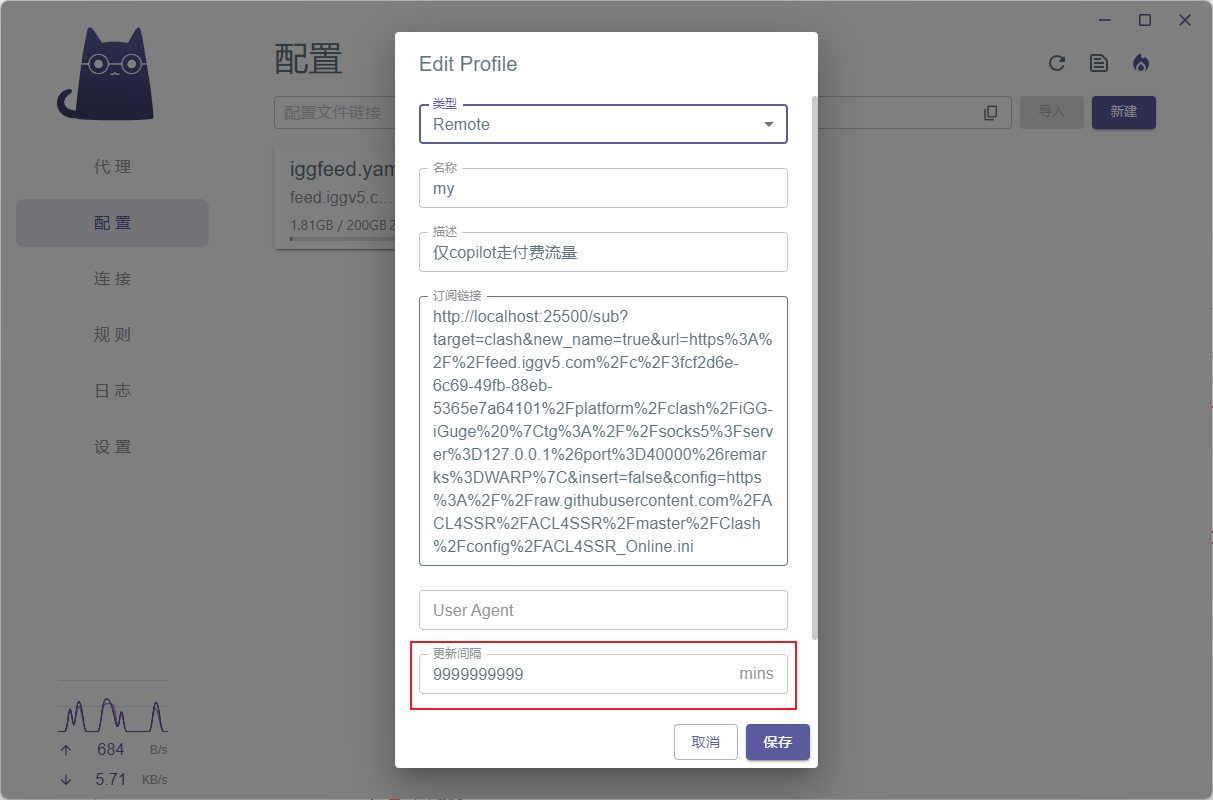 配置
配置文件链接
导入
新建
代理
配置
连接
规则
日志
设置
iggfeed.yam
feed.iggv5.c...
1.81GB / 200GB
Edit Profile
类型
Remote
名称
my
描述
仅copilot走付费流量
订阅链接
http://localhost:25500/sub?
target=clash&new_name=true&url=https%3A%
2F%2Ffeed.iggv5.com%2Fc%2F3fcf2d6e-
6c69-49fb-88eb-
5365e7a64101%2Fplatform%2Fclash%2FiGG-
iGuge%20%7Ctg%3A%2F%2Fsocks5%3Fserv
er%3D127.0.0.1%26port%3D40000%26remar
ks%3DWARP%7C&insert=false&config=https
%3A%2F%2Fraw.githubusercontent.com%2FA
CL4SSR%2FACL4SSR%2Fmaster%2FClash
%2Fconfig%2FACL4SSR_Online.ini
User Agent
更新间隔
9999999999 mins
取消
保存
684 B/s
5.71 KB/s